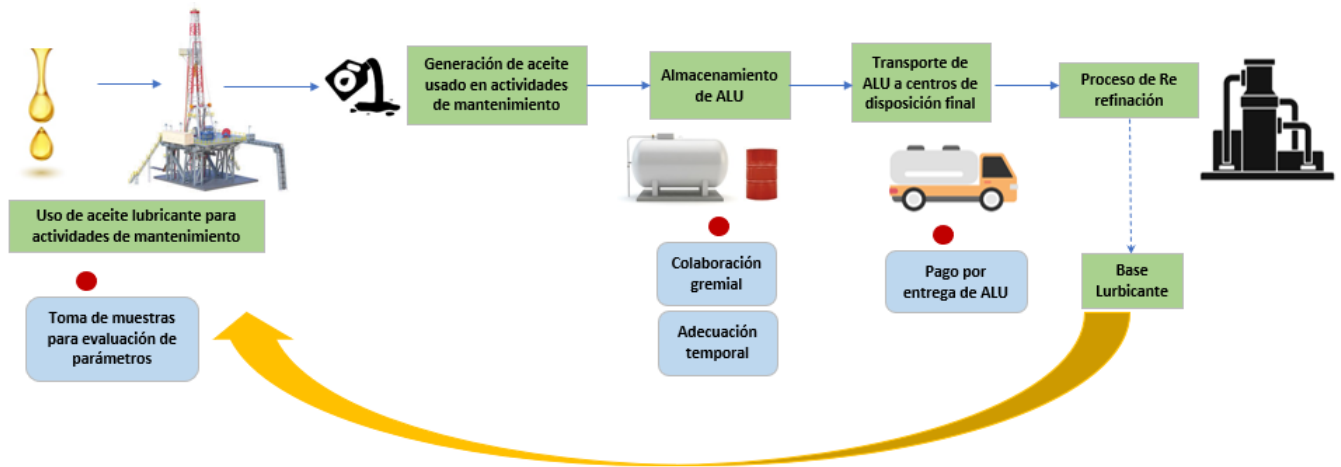 Uso de aceite lubricante para
actividades de mantenimiento
Toma de muestras
para evaluación de
parámetros
Generación de aceite
usado en actividades
de mantenimiento
Almacenamiento
de ALU
Colaboración
gremial
Adecuación
temporal
Transporte de
ALU a centros de
disposición final
Pago por
entrega de ALU
Proceso de Re
refinación
Base
Lurbicante